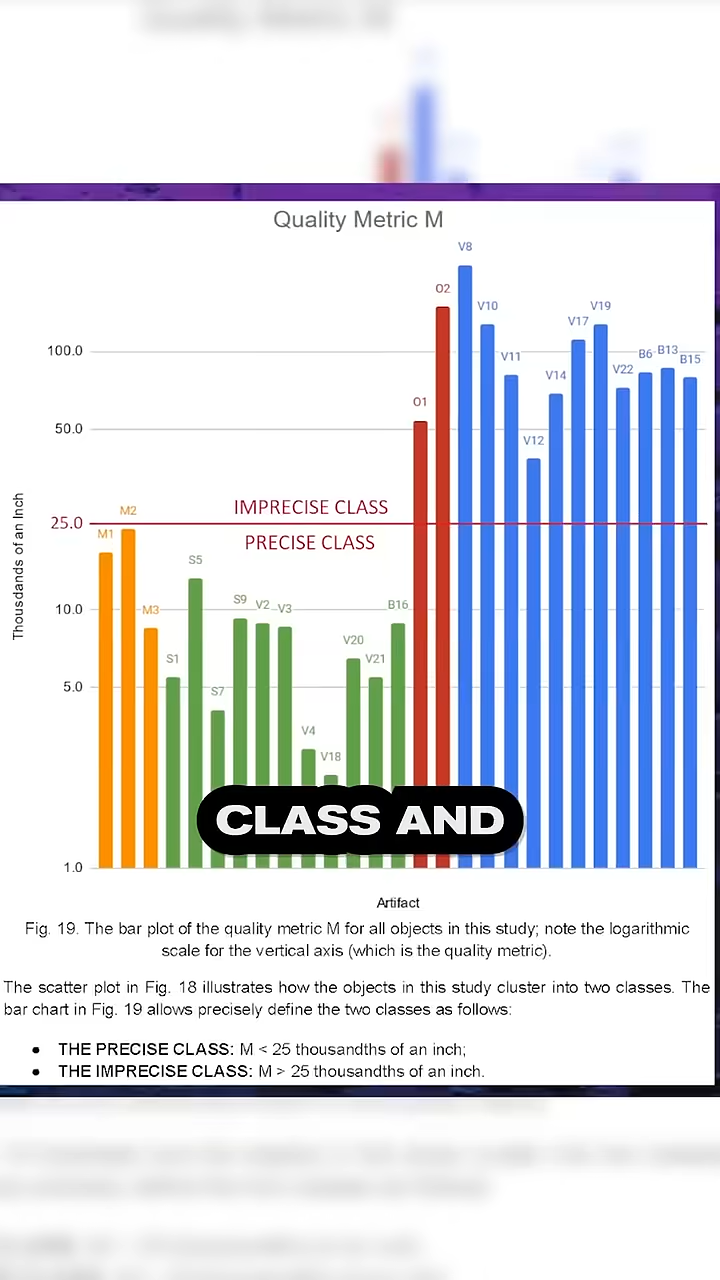 Quality Metric M
V8
O2
V10
V19
V17
100.0
V11
B6
B13
B15
V22
V14
O1
50.0
V12
IMPRECISE CLASS
25.0
M2
M1
PRECISE CLASS
Thousdands of an Inch
S5
10.0
M3
S9
V2
V3
B16
V20
S1
V21
5.0
S7
V4
V18
CLASS AND
1.0
Artifact
Fig. 19. The bar plot of the quality metric M for all objects in this study; note the logarithmic
scale for the vertical axis (which is the quality metric).
The scatter plot in Fig. 18 illustrates how the objects in this study cluster into two classes. The
bar chart in Fig. 19 allows precisely define the two classes as follows:
• THE PRECISE CLASS: M < 25 thousandths of an inch;
• THE IMPRECISE CLASS: M > 25 thousandths of an inch.